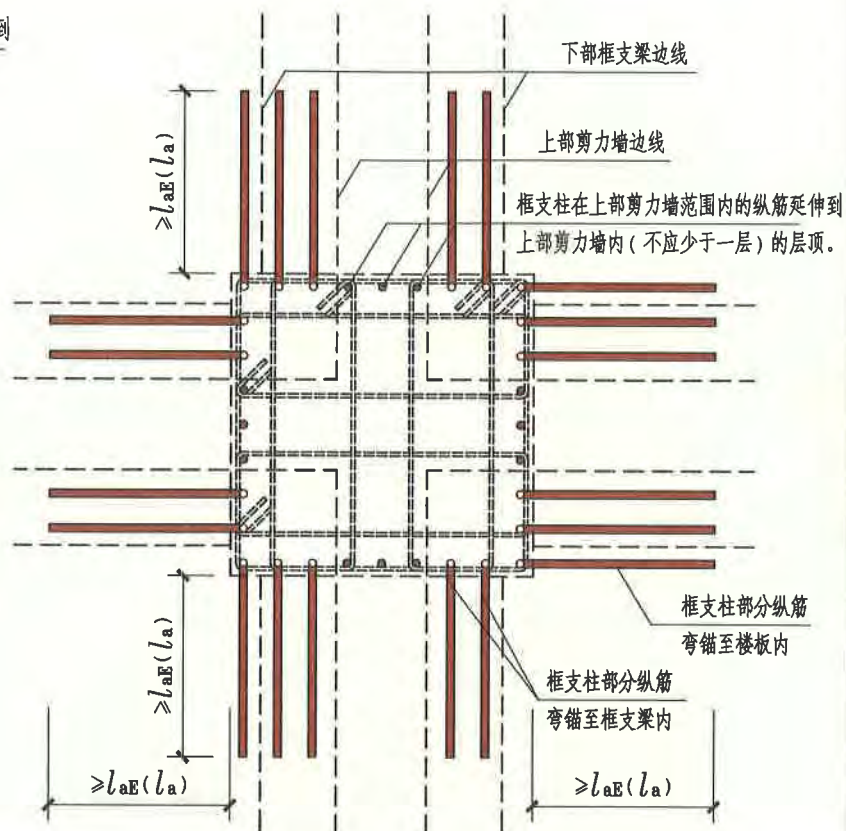 到
下部框支梁边线
上部剪力墙边线
框支柱在上部剪力墙范围内的纵筋延伸到
上部剪力墙内(不应少于一层)的层顶。
≥laE(la)
框支柱部分纵筋
弯锚至楼板内
≥laE(la)
框支柱部分纵筋
弯锚至框支梁内
≥laE(la)
≥laE(la)